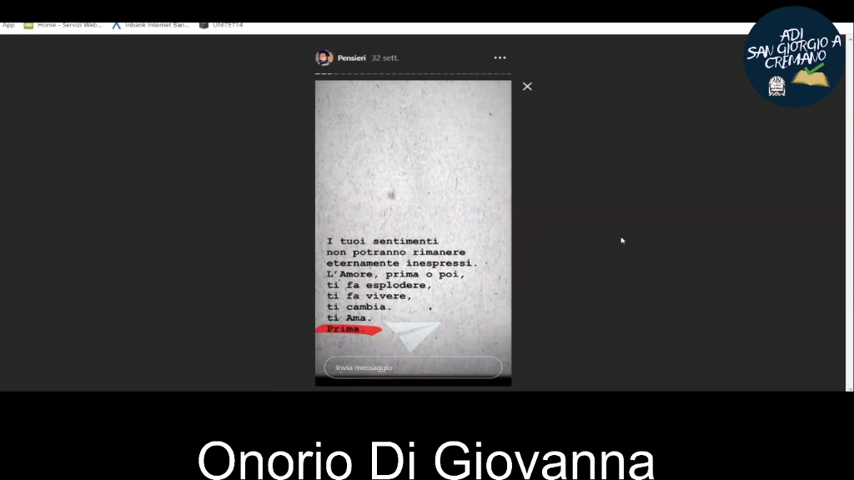 App Home - Servizi Web... Inbank Internet Ban... UNITE714
ADI
SAN GIORGIO A
CREMANO
Pensieri 32 sett.
I tuoi sentimenti
non potranno rimanere
eternamente inespressi.
L'Amore, prima o poi,
ti fa esplodere,
ti fa vivere,
ti cambia.
ti Ama.
Prima.
Invia messaggio
Onorio Di Giovanna